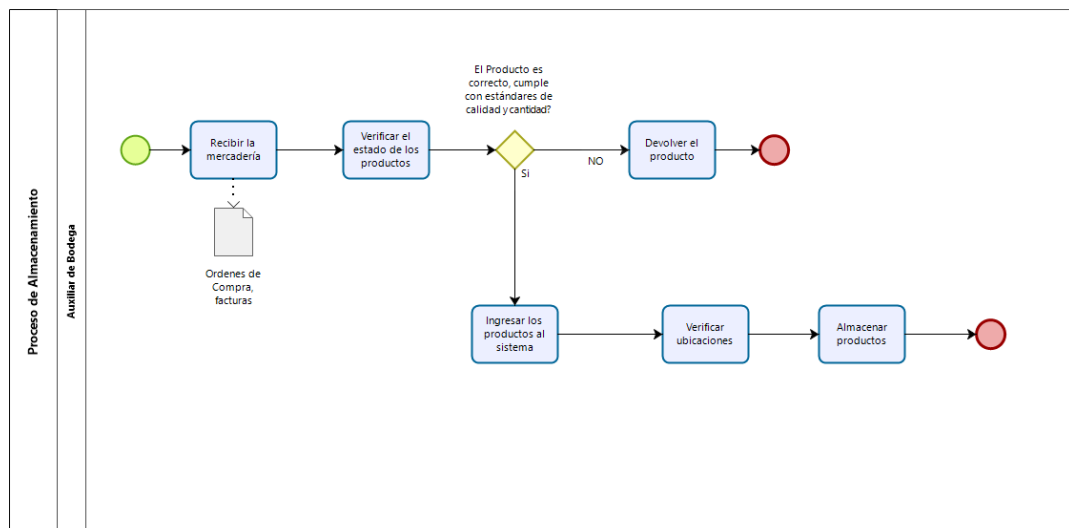 Proceso de Almacenamiento
Auxiliar de Bodega
El Producto es
correcto, cumple
con estándares de
calidad y cantidad?
Recibir la
mercadería
Verificar el
estado de los
productos
NO
Si
Devolver el
producto
Ordenes de
Compra,
facturas
Ingresar los
productos al
sistema
Verificar
ubicaciones
Almacenar
productos